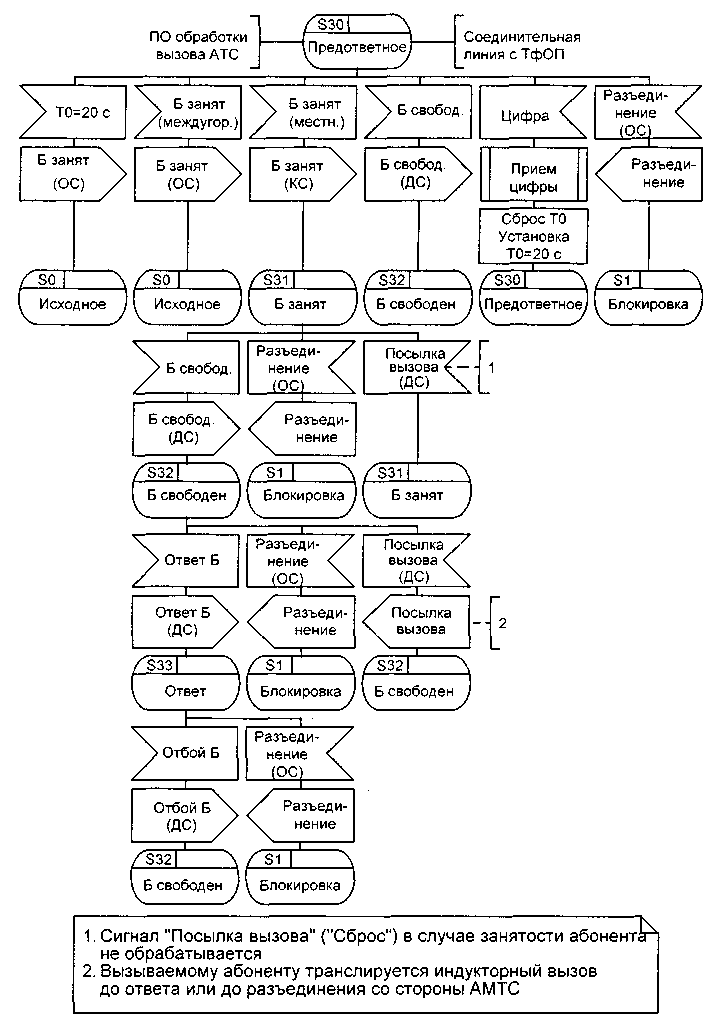 ПО обработки
вызова АТС
S30
Предответное
Соединительная
линия с ТфОП
T0=20 с
Б занят
(междугор.)
Б занят
(местн.)
Б свобод.
Цифра
Разъеди-
нение
(ОС)
Б занят
(ОС)
Б занят
(ОС)
Б занят
(КС)
Б свобод.
(ДС)
Прием
цифры
Разъеди-
нение
Сброс T0
Установка
T0=20 с
S0
Исходное
S0
Исходное
S31
Б занят
S32
Б свободен
S30
Предответное
S1
Блокировка
Б свобод.
Разъеди-
нение
(ОС)
Посылка
вызова
(ДС)
1
Б свобод.
(ДС)
Разъеди-
нение
S32
Б свободен
S1
Блокировка
S31
Б занят
Ответ Б
Разъеди-
нение
(ОС)
Посылка
вызова
(ДС)
Ответ Б
(ДС)
Разъеди-
нение
Посылка
вызова
2
S33
Ответ
S1
Блокировка
S32
Б свободен
Отбой Б
Разъеди-
нение
(ОС)
Отбой Б
(ДС)
Разъеди-
нение
S32
Б свободен
S1
Блокировка
1. Сигнал "Посылка вызова" ("Сброс") в случае занятости абонента
не обрабатывается
2. Вызываемому абоненту транслируется индукторный вызов
до ответа или до разъединения со стороны АМТС